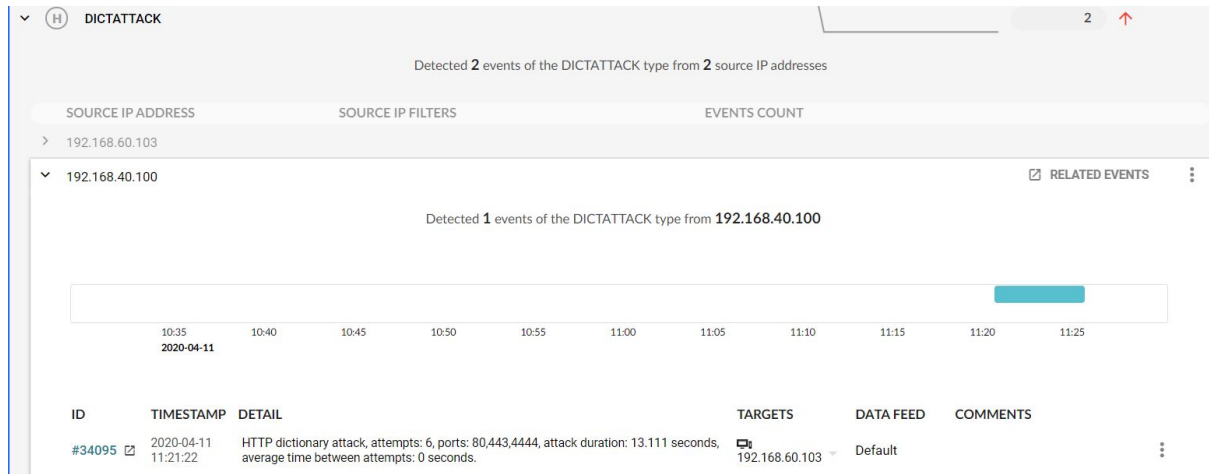 H DICTATTACK 2
Detected 2 events of the DICTATTACK type from 2 source IP addresses
SOURCE IP ADDRESS SOURCE IP FILTERS EVENTS COUNT
192.168.60.103
192.168.40.100 RELATED EVENTS
Detected 1 events of the DICTATTACK type from 192.168.40.100
10:35 10:40 10:45 10:50 10:55 11:00 11:05 11:10 11:15 11:20 11:25
2020-04-11
ID TIMESTAMP DETAIL TARGETS DATA FEED COMMENTS
#34095 2020-04-11 11:21:22 HTTP dictionary attack, attempts: 6, ports: 80,443,4444, attack duration: 13.111 seconds,
average time between attempts: 0 seconds. 192.168.60.103 Default